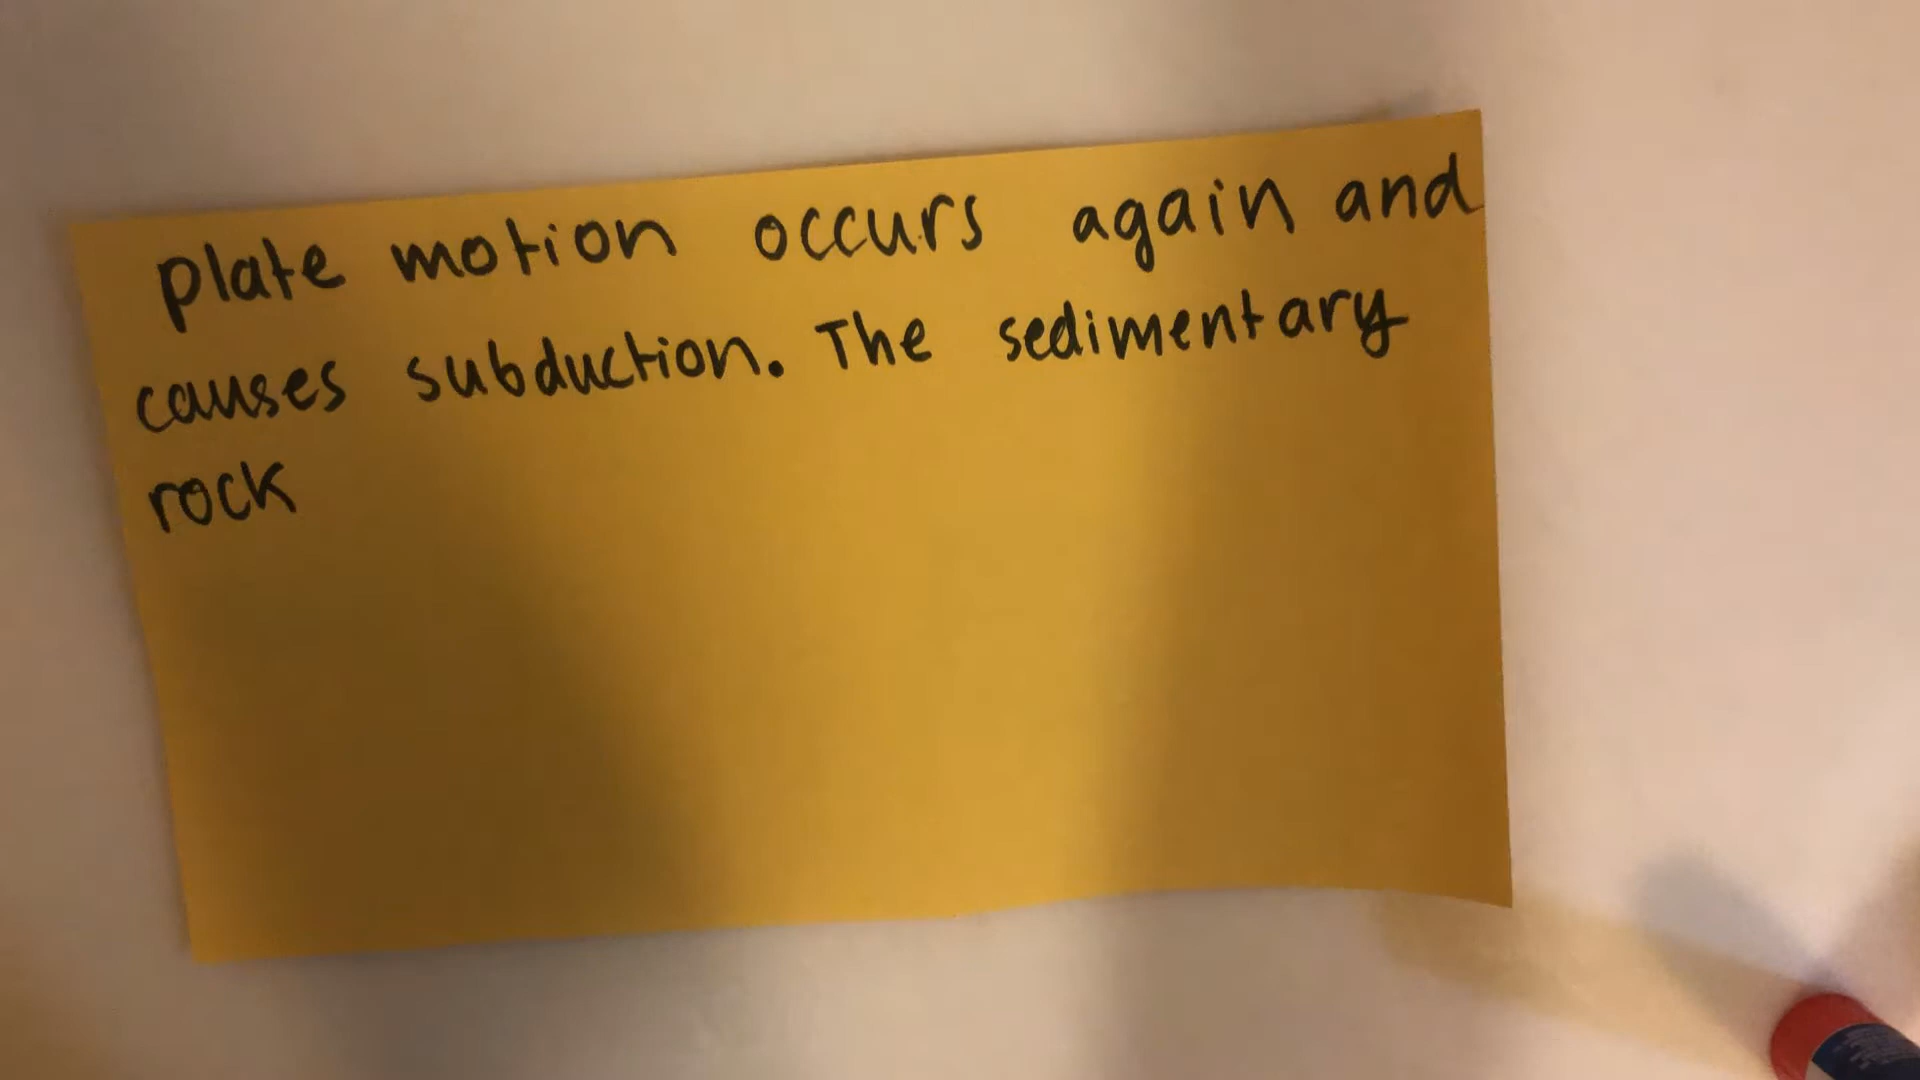 plate motion occurs again and
causes subduction. The sedimentary
rock